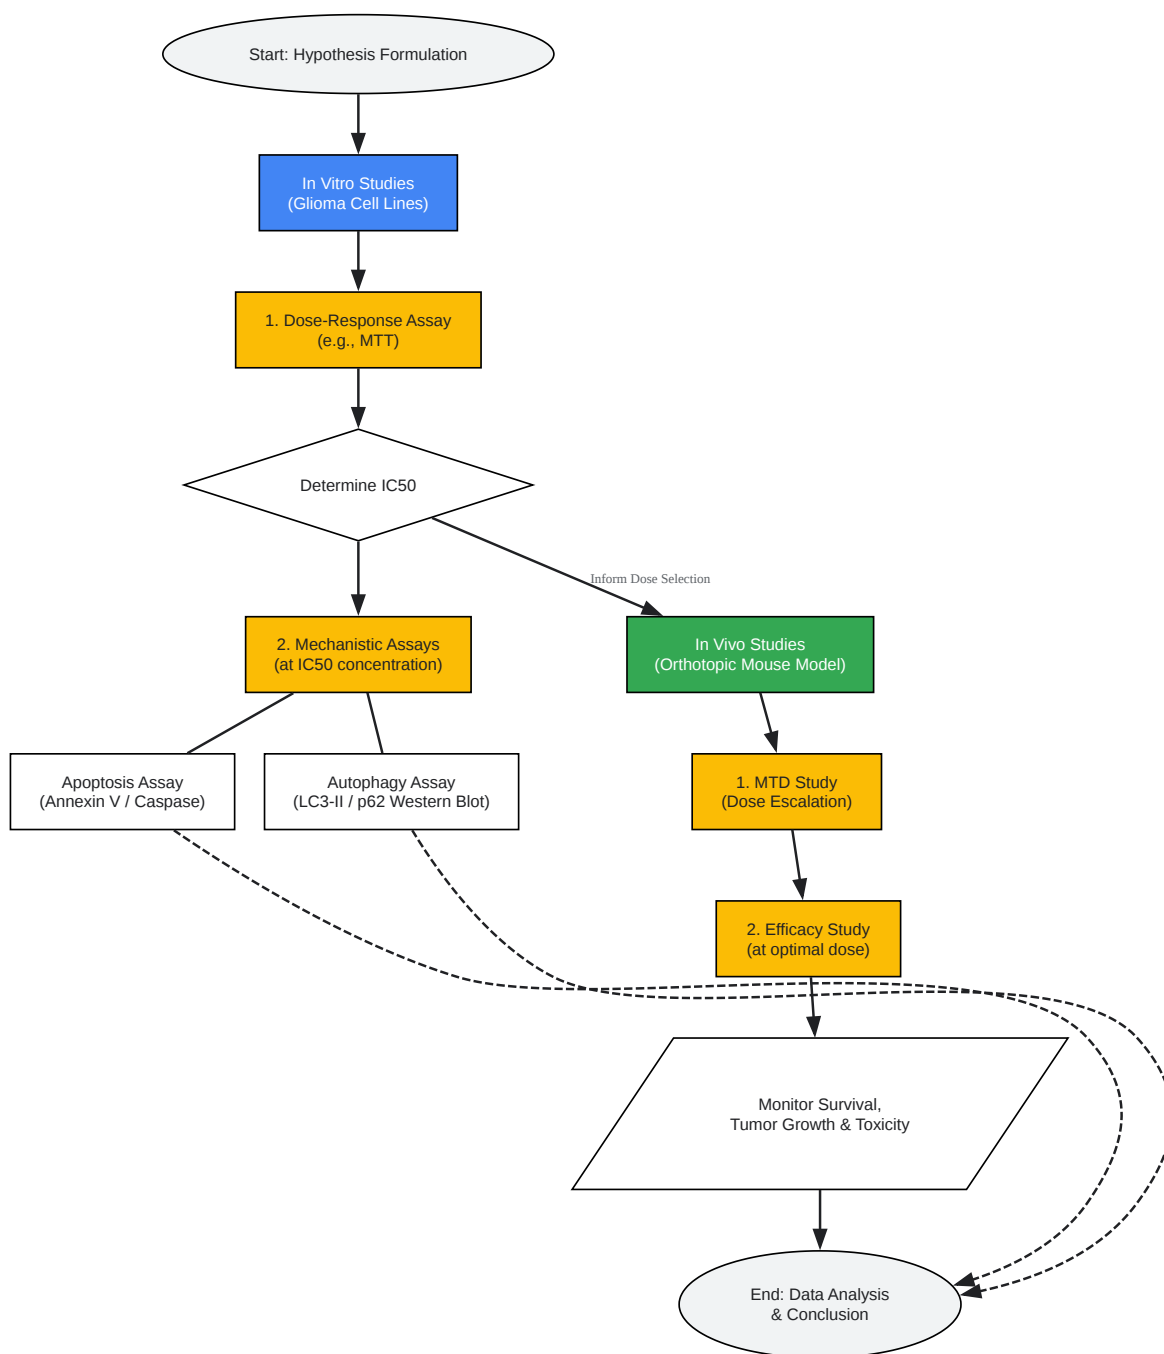 Start: Hypothesis Formulation
In Vitro Studies
(Glioma Cell Lines)
1. Dose-Response Assay
(e.g., MTT)
Determine IC50
Inform Dose Selection
2. Mechanistic Assays
(at IC50 concentration)
In Vivo Studies
(Orthotopic Mouse Model)
Apoptosis Assay
(Annexin V / Caspase)
Autophagy Assay
(LC3-II / p62 Western Blot)
1. MTD Study
(Dose Escalation)
2. Efficacy Study
(at optimal dose)
Monitor Survival,
Tumor Growth & Toxicity
End: Data Analysis
& Conclusion